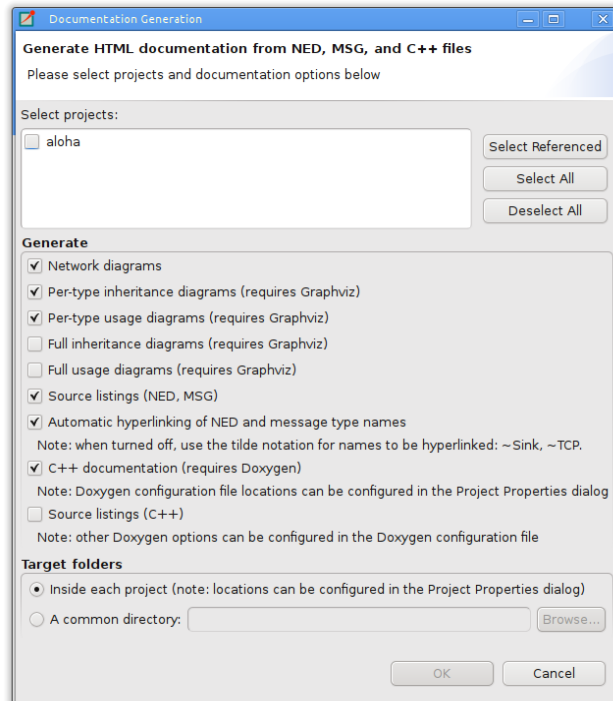 Documentation Generation
Generate HTML documentation from NED, MSG, and C++ files
Please select projects and documentation options below
Select projects:
aloha
Select Referenced
Select All
Deselect All
Generate
Network diagrams
Per-type inheritance diagrams (requires Graphviz)
Per-type usage diagrams (requires Graphviz)
Full inheritance diagrams (requires Graphviz)
Full usage diagrams (requires Graphviz)
Source listings (NED, MSG)
Automatic hyperlinking of NED and message type names
Note: when turned off, use the tilde notation for names to be hyperlinked: ~Sink, ~TCP.
C++ documentation (requires Doxygen)
Note: Doxygen configuration file locations can be configured in the Project Properties dialog
Source listings (C++)
Note: other Doxygen options can be configured in the Doxygen configuration file
Target folders
Inside each project (note: locations can be configured in the Project Properties dialog)
A common directory:
Browse...
OK
Cancel